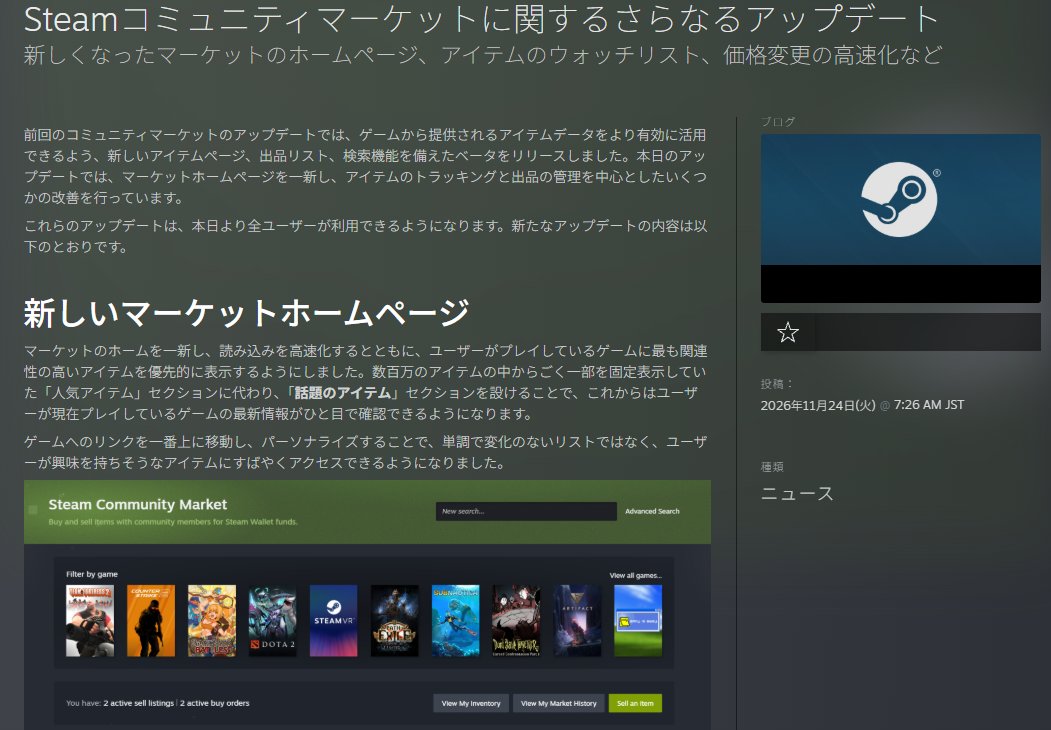 Steamコミュニティマーケットに関するさらなるアップデート
新しくなったマーケットのホームページ、アイテムのウォッチリスト、価格変更の高速化など
前回のコミュニティマーケットのアップデートでは、ゲームから提供されるアイテムデータをより有効に活用
できるよう、新しいアイテムページ、出品リスト、検索機能を備えたベータをリリースしました。本日のアッ
プデートでは、マーケットホームページを一新し、アイテムのトラッキングと出品の管理を中心としたいくつ
かの改善を行っています。
これらのアップデートは、本日より全ユーザーが利用できるようになります。新たなアップデートの内容は以
下のとおりです。
新しいマーケットホームページ
マーケットのホームを一新し、読み込みを高速化するとともに、ユーザーがプレイしているゲームに最も関連
性の高いアイテムを優先的に表示するようにしました。数百万のアイテムの中からごく一部を固定表示してい
た「人気アイテム」セクションに代わり、「話題のアイテム」セクションを設けることで、これからはユーザ
ーが現在プレイしているゲームの最新情報がひと目で確認できるようになります。
ゲームへのリンクを一番上に移動し、パーソナライズすることで、単調で変化のないリストではなく、ユーザ
ーが興味を持ちそうなアイテムにすばやくアクセスできるようになりました。
Steam Community Market
Buy and sell items with community members for Steam Wallet funds.
New search...
Advanced Search
Filter by game
View all games...
TEAM FORTRESS 2
COUNTER STRIKE
DOTA 2
STEAMVR
PATH OF EXILE
SUBNAUTICA
DON'T STARVE TOGETHER
ARTIFACT
You have: 2 active sell listings | 2 active buy orders
View My Inventory
View My Market History
Sell an item
ブログ
®
投稿：
2026年11月24日(火) @ 7:26 AM JST
種類
ニュース